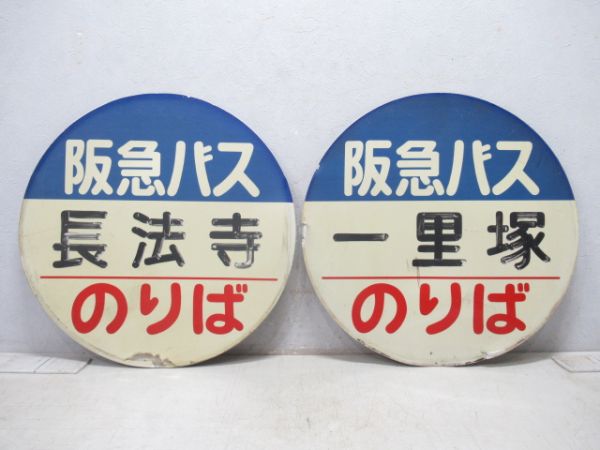 阪急バス
長法寺
のりば
阪急バス
一里塚
のりば